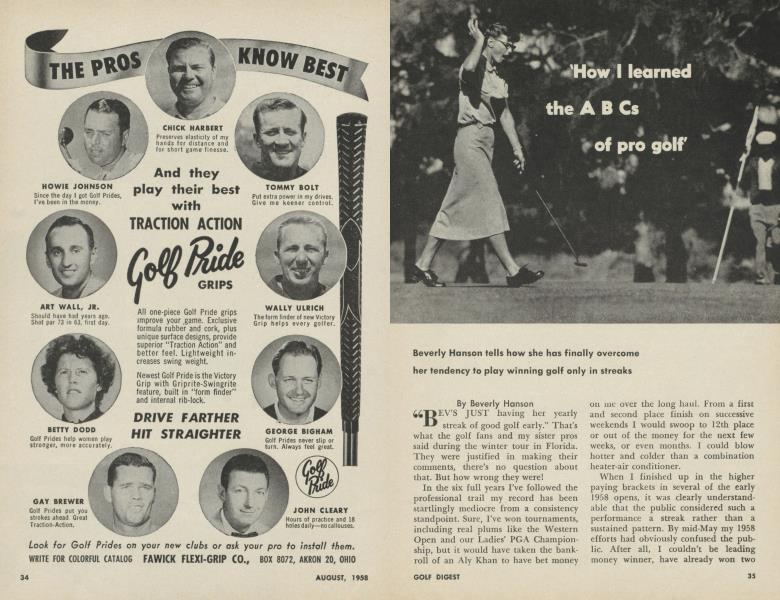 THE PROS KNOW BEST
CHICK HARBERT
Preserves elasticity of my
hands for distance and
for short game finesse.
HOWIE JOHNSON
Since the day I got Golf Prides,
I've been in the money.
And they
play their best
with
TRACTION ACTION
Golf Pride
GRIPS
TOMMY BOLT
Put extra power in my drives.
Give me keener control.
ART WALL, JR.
Should have had years ago.
Shot par 73 in 63, first day.
WALLY ULRICH
The form finder of new Victory
Grip helps every golfer.
All one-piece Golf Pride grips
improve your game. Exclusive
formula rubber and cork, plus
unique surface designs, provide
superior "Traction Action" and
better feel. Lightweight in-
creases swing weight.
Newest Golf Pride is the Victory
Grip with Griprite-Swingrite
feature, built in "form finder"
and internal rib-lock.
BETTY DODD
Golf Prides help women play
stronger, more accurately.
DRIVE FARTHER
HIT STRAIGHTER
GEORGE BIGHAM
Golf Prides never slip or
turn. Always feel great.
GAY BREWER
Golf Prides put you
strokes ahead. Great
Traction-Action.
Golf
Pride
JOHN CLEARY
Hours of practice and 18
holes daily—no callouses.
Look for Golf Prides on your new clubs or ask your pro to install them.
WRITE FOR COLORFUL CATALOG FAWICK FLEXI-GRIP CO., BOX 8072, AKRON 20, OHIO
34 AUGUST, 1958
'How I learned
the A B Cs
of pro golf'
Beverly Hanson tells how she has finally overcome
her tendency to play winning golf only in streaks
By Beverly Hanson
"BEV'S JUST having her yearly
streak of good golf early." That's
what the golf fans and my sister pros
said during the winter tour in Florida.
They were justified in making their
comments, there's no question about
that. But how wrong they were!
In the six full years I've followed the
professional trail my record has been
startlingly mediocre from a consistency
standpoint. Sure, I've won tournaments,
including real plums like the Western
Open and our Ladies' PGA Champion-
ship, but it would have taken the bank-
roll of an Aly Khan to have bet money
on me over the long haul. From a first
and second place finish on successive
weekends I would swoop to 12th place
or out of the money for the next few
weeks, or even months. I could blow
hotter and colder than a combination
heater-air conditioner.
When I finished up in the higher
paying brackets in several of the early
1958 opens, it was clearly understand-
able that the public considered such a
performance a streak rather than a
sustained pattern. By mid-May my 1958
efforts had obviously confused the pub-
lic. After all, I couldn't be leading
money winner, have already won two
GOLF DIGEST 35